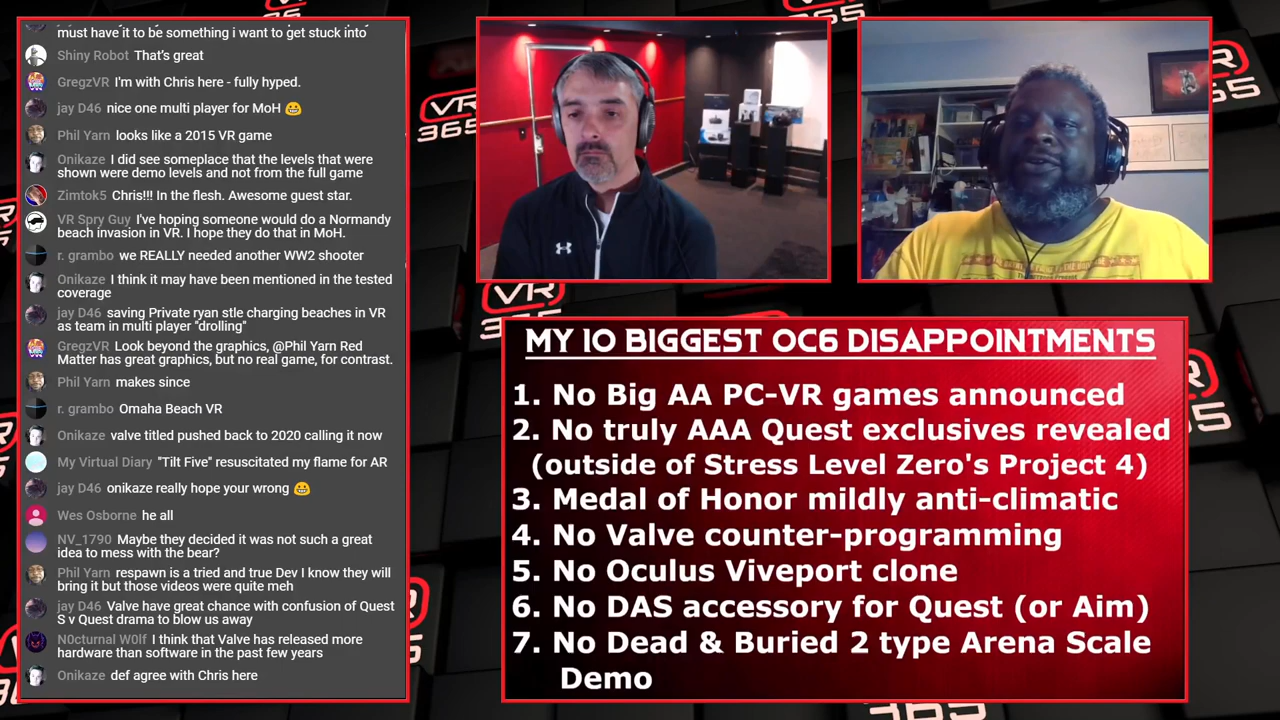 must have it to be something i want to get stuck into
Shiny Robot That's great
GregzVR I'm with Chris here - fully hyped.
jay D46 nice one multi player for MoH 😀
Phil Yarn looks like a 2015 VR game
Onikaze I did see someplace that the levels that were
shown were demo levels and not from the full game
Zimtok5 Chris!!! In the flesh. Awesome guest star.
VR Spry Guy I've hoping someone would do a Normandy
beach invasion in VR. I hope they do that in MoH.
r. grambo we REALLY needed another WW2 shooter
Onikaze I think it may have been mentioned in the tested
coverage
jay D46 saving Private ryan stle charging beaches in VR
as team in multi player "drolling"
GregzVR Look beyond the graphics, @Phil Yarn Red
Matter has great graphics, but no real game, for contrast.
Phil Yarn makes since
r. grambo Omaha Beach VR
Onikaze valve titled pushed back to 2020 calling it now
My Virtual Diary "Tilt Five" resuscitated my flame for AR
jay D46 onikaze really hope your wrong 😀
Wes Osborne he all
NV_1790 Maybe they decided it was not such a great
idea to mess with the bear?
Phil Yarn respawn is a tried and true Dev I know they will
bring it but those videos were quite meh
jay D46 Valve have great chance with confusion of Quest
S v Quest drama to blow us away
N0cturnal W0lf I think that Valve has released more
hardware than software in the past few years
Onikaze def agree with Chris here
VR
365
VR
365
MY 10 BIGGEST OC6 DISAPPOINTMENTS
1. No Big AA PC-VR games announced
2. No truly AAA Quest exclusives revealed
(outside of Stress Level Zero's Project 4)
3. Medal of Honor mildly anti-climatic
4. No Valve counter-programming
5. No Oculus Viveport clone
6. No DAS accessory for Quest (or Aim)
7. No Dead & Buried 2 type Arena Scale
Demo
365